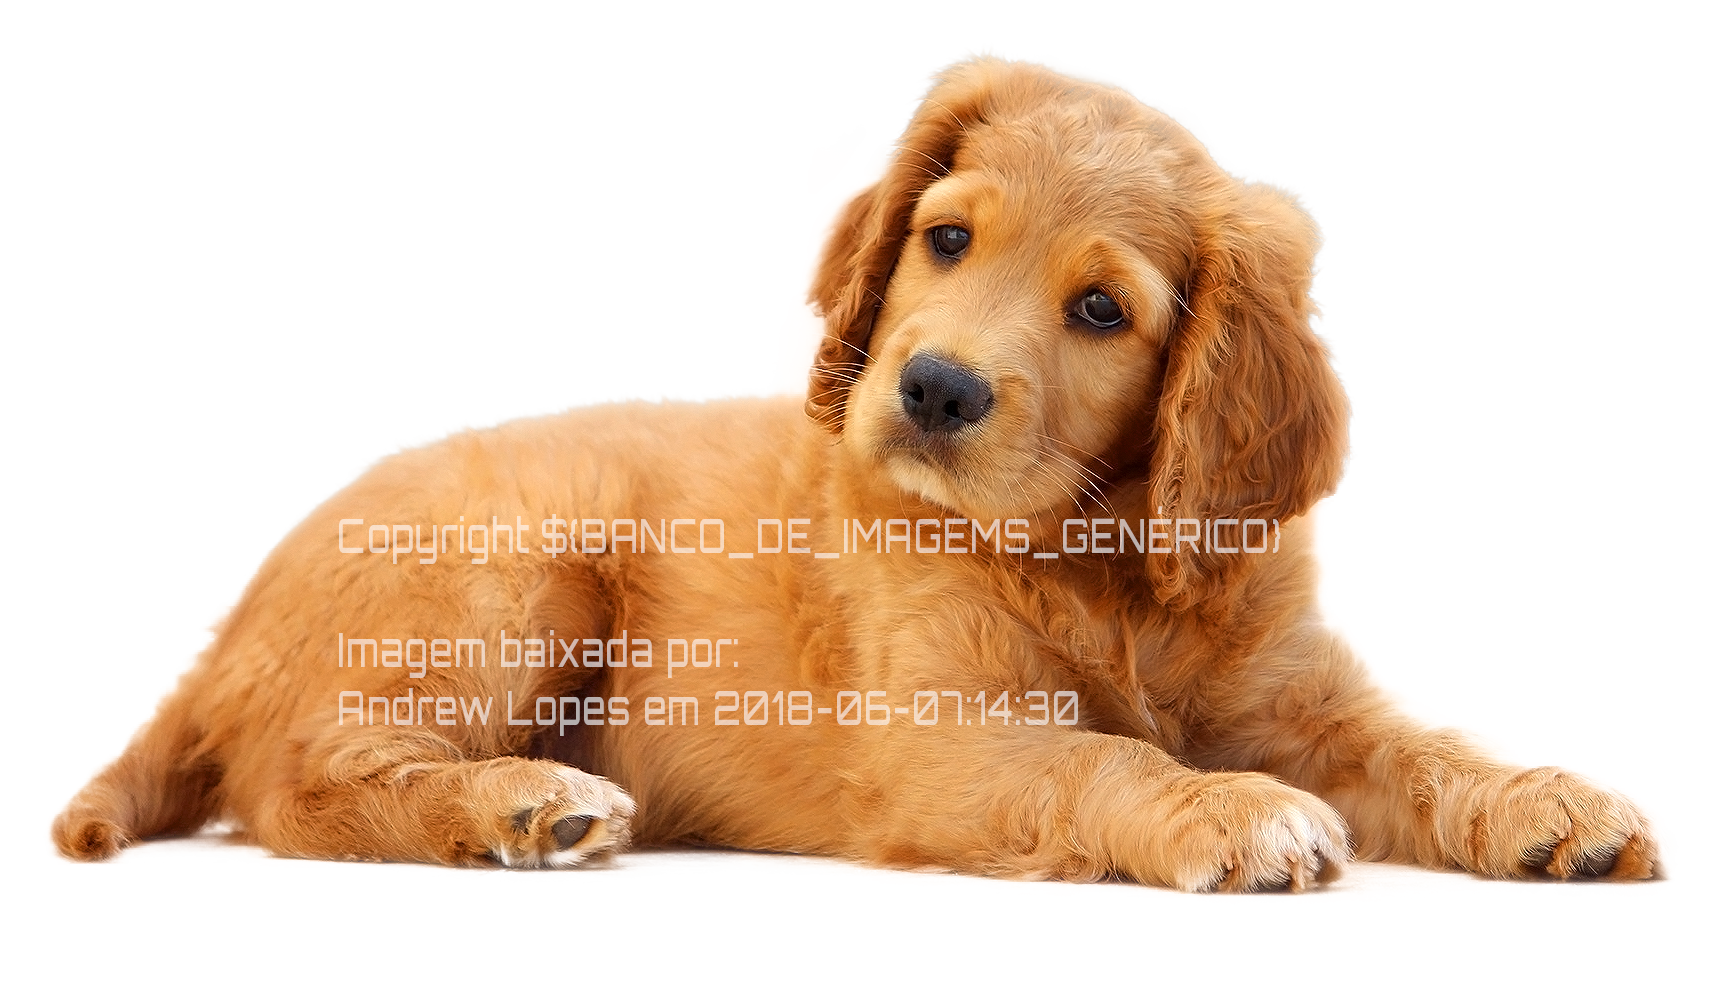 Copyright ${BANCO_DE_IMAGEMS_GENÉRICO}
Imagem baixada por:
Andrew Lopes em 2018-06-07:14:30